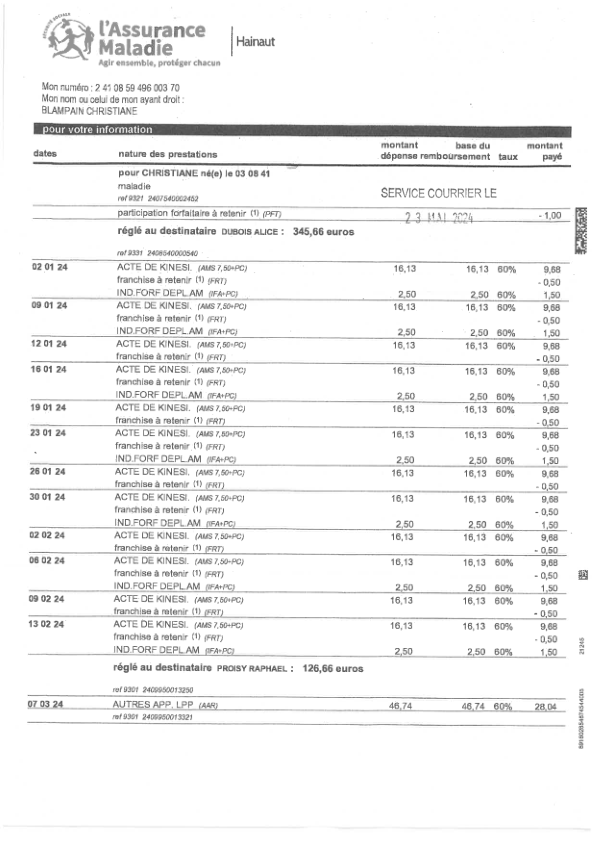 SÉCURITÉ SOCIALE
l'Assurance
Maladie
Agir ensemble, protéger chacun
Hainaut
Mon numéro : 2 41 08 59 496 003 70
Mon nom ou celui de mon ayant droit :
BLAMPAIN CHRISTIANE
pour votre information
dates nature des prestations montant dépense base du remboursement taux montant payé
pour CHRISTIANE né(e) le 03 08 41
maladie
SERVICE COURRIER LE
ref 9321 2407540002452
participation forfaitaire à retenir (1) (PFT) - 1,00
23 MAI 2024
réglé au destinataire DUBOIS ALICE : 345,66 euros
ref 9331 2408540000540
02 01 24 ACTE DE KINESI. (AMS 7,50+PC) 16,13 16,13 60% 9,68
franchise à retenir (1) (FRT) - 0,50
IND.FORF DEPL.AM (IFA+PC) 2,50 2,50 60% 1,50
09 01 24 ACTE DE KINESI. (AMS 7,50+PC) 16,13 16,13 60% 9,68
franchise à retenir (1) (FRT) - 0,50
IND.FORF DEPL.AM (IFA+PC) 2,50 2,50 60% 1,50
12 01 24 ACTE DE KINESI. (AMS 7,50+PC) 16,13 16,13 60% 9,68
franchise à retenir (1) (FRT) - 0,50
16 01 24 ACTE DE KINESI. (AMS 7,50+PC) 16,13 16,13 60% 9,68
franchise à retenir (1) (FRT) - 0,50
IND.FORF DEPL.AM (IFA+PC) 2,50 2,50 60% 1,50
19 01 24 ACTE DE KINESI. (AMS 7,50+PC) 16,13 16,13 60% 9,68
franchise à retenir (1) (FRT) - 0,50
23 01 24 ACTE DE KINESI. (AMS 7,50+PC) 16,13 16,13 60% 9,68
franchise à retenir (1) (FRT) - 0,50
IND.FORF DEPL.AM (IFA+PC) 2,50 2,50 60% 1,50
26 01 24 ACTE DE KINESI. (AMS 7,50+PC) 16,13 16,13 60% 9,68
franchise à retenir (1) (FRT) - 0,50
30 01 24 ACTE DE KINESI. (AMS 7,50+PC) 16,13 16,13 60% 9,68
franchise à retenir (1) (FRT) - 0,50
IND.FORF DEPL.AM (IFA+PC) 2,50 2,50 60% 1,50
02 02 24 ACTE DE KINESI. (AMS 7,50+PC) 16,13 16,13 60% 9,68
franchise à retenir (1) (FRT) - 0,50
06 02 24 ACTE DE KINESI. (AMS 7,50+PC) 16,13 16,13 60% 9,68
franchise à retenir (1) (FRT) - 0,50
IND.FORF DEPL.AM (IFA+PC) 2,50 2,50 60% 1,50
09 02 24 ACTE DE KINESI. (AMS 7,50+PC) 16,13 16,13 60% 9,68
franchise à retenir (1) (FRT) - 0,50
13 02 24 ACTE DE KINESI. (AMS 7,50+PC) 16,13 16,13 60% 9,68
franchise à retenir (1) (FRT) - 0,50
IND.FORF DEPL.AM (IFA+PC) 2,50 2,50 60% 1,50
réglé au destinataire PROISY RAPHAEL : 126,66 euros
ref 9301 2409950013250
07 03 24 AUTRES APP. LPP (AAR) 46,74 46,74 60% 28,04
ref 9301 2409950013321